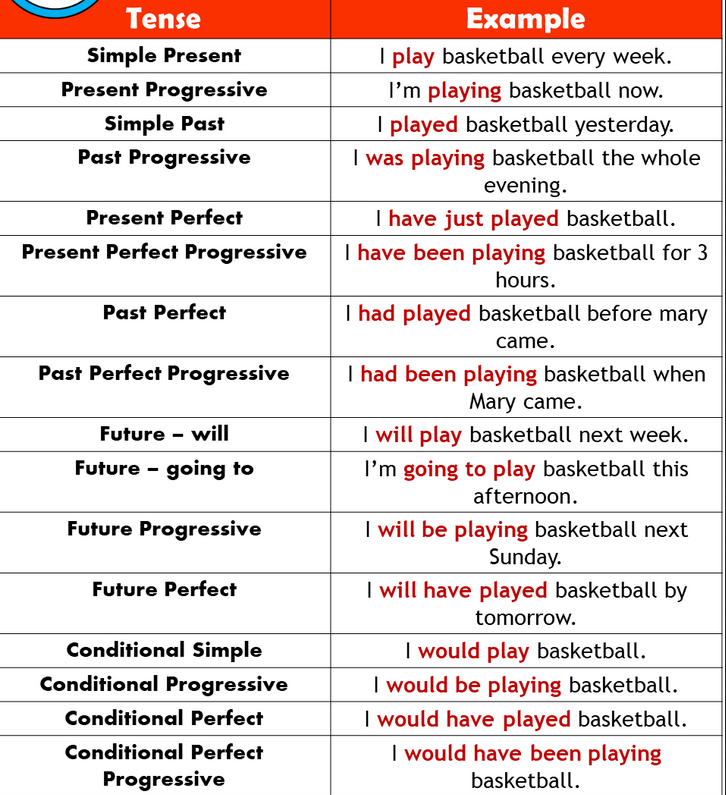 Tense Example
Simple Present I play basketball every week.
Present Progressive I’m playing basketball now.
Simple Past I played basketball yesterday.
Past Progressive I was playing basketball the whole
evening.
Present Perfect I have just played basketball.
Present Perfect Progressive I have been playing basketball for 3
hours.
Past Perfect I had played basketball before mary
came.
Past Perfect Progressive I had been playing basketball when
Mary came.
Future – will I will play basketball next week.
Future – going to I’m going to play basketball this
afternoon.
Future Progressive I will be playing basketball next
Sunday.
Future Perfect I will have played basketball by
tomorrow.
Conditional Simple I would play basketball.
Conditional Progressive I would be playing basketball.
Conditional Perfect I would have played basketball.
Conditional Perfect
Progressive
I would have been playing
basketball.